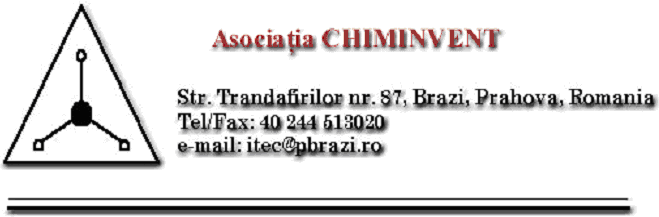 Asociația CHIMINVENT
Str. Trandafirilor nr. 87, Brazi, Prahova, Romania
Tel/Fax: 40 244 513020
e-mail: itec@pbrazi.ro